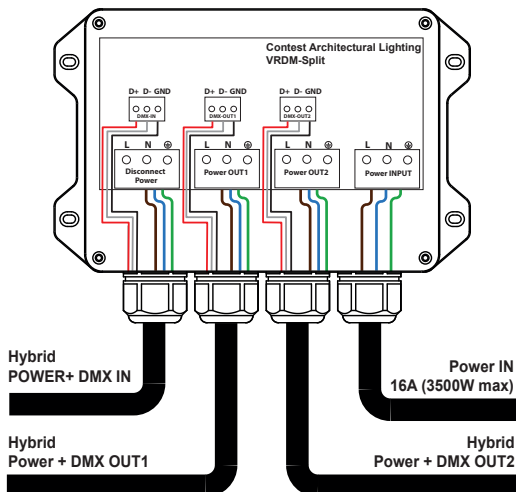 Contest Architectural Lighting
VRDM-Split
D+ D- GND
DMX-IN
D+ D- GND
DMX-OUT1
D+ D- GND
DMX-OUT2
L N
Disconnect
Power
L N
Power OUT1
L N
Power OUT2
L N
Power INPUT
Hybrid
POWER+ DMX IN
Power IN
16A (3500W max)
Hybrid
Power + DMX OUT1
Hybrid
Power + DMX OUT2